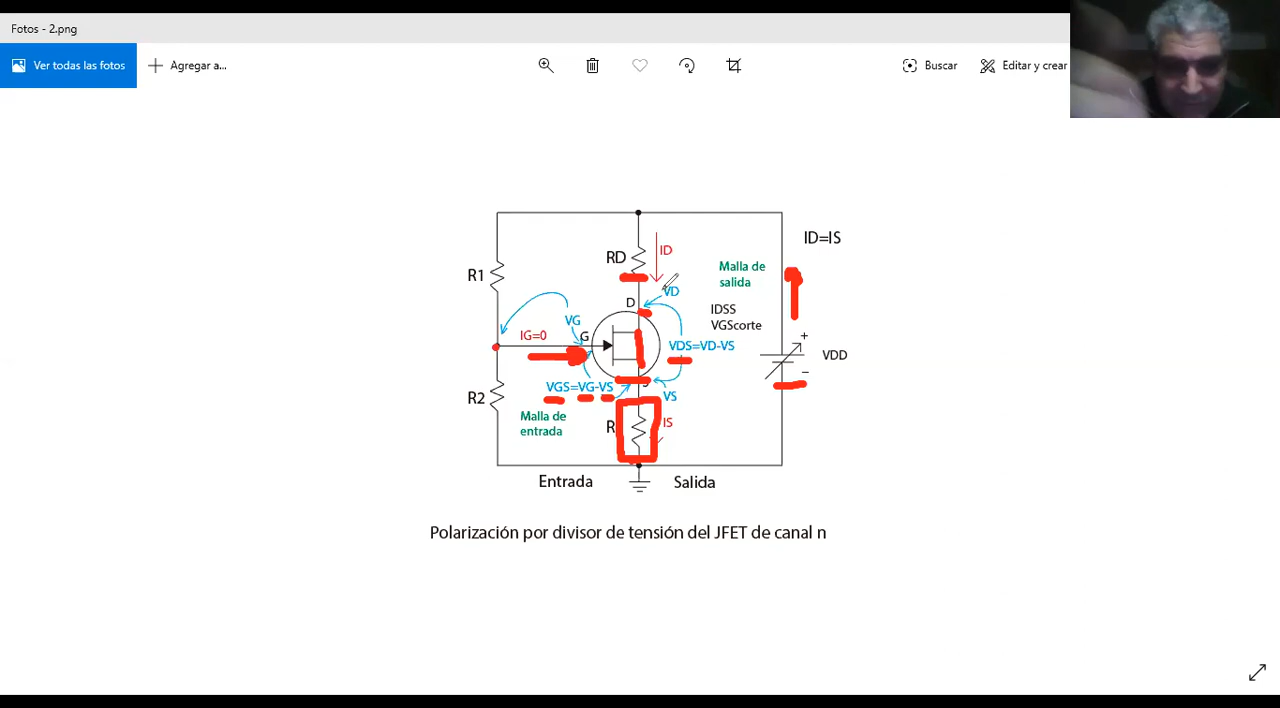 Fotos - 2.png
Ver todas las fotos
Agregar a...
Buscar
Editar y crear
ID=IS
RD
ID
Malla de
salida
R1
VD
D
IDSS
VGScorte
VG
IG=0
G
VDS=VD-VS
+
VDD
-
VGS=VG-VS
VS
R2
Malla de
entrada
R
IS
Entrada
Salida
Polarización por divisor de tensión del JFET de canal n